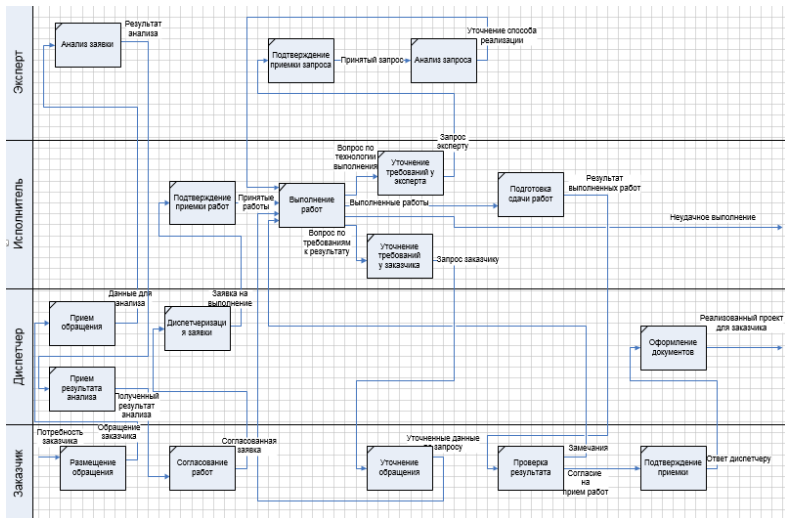 Эксперт
Результат
анализа
Анализ заявки
Подтверждение
приемки запроса
Принятый запрос
Анализ запроса
Уточнение способа
реализации
Исполнитель
Подтверждение
приемки работ
Принятые
работы
Выполнение
работ
Вопрос по
технологии
выполнения
Уточнение
требований у
эксперта
Запрос
эксперту
Выполненные работы
Подготовка
сдачи работ
Результат
выполненных работ
Неудачное выполнение
Вопрос по
требованиям
к результату
Уточнение
требований
у заказчика
Запрос заказчику
Диспетчер
Данные для
анализа
Прием
обращения
Заявка на
выполнение
Диспетчеризаци
я заявки
Прием
результата
анализа
Полученный
результат
анализа
Оформление
документов
Реализованный проект
для заказчика
Заказчик
Потребность
заказчика
Обращение
заказчика
Размещение
обращения
Согласование
работ
Согласованная
заявка
Уточнение
обращения
Уточненные данные
по запросу
Проверка
результата
Замечания
Согласие
на
прием работ
Подтверждение
приемки
Ответ диспетчеру